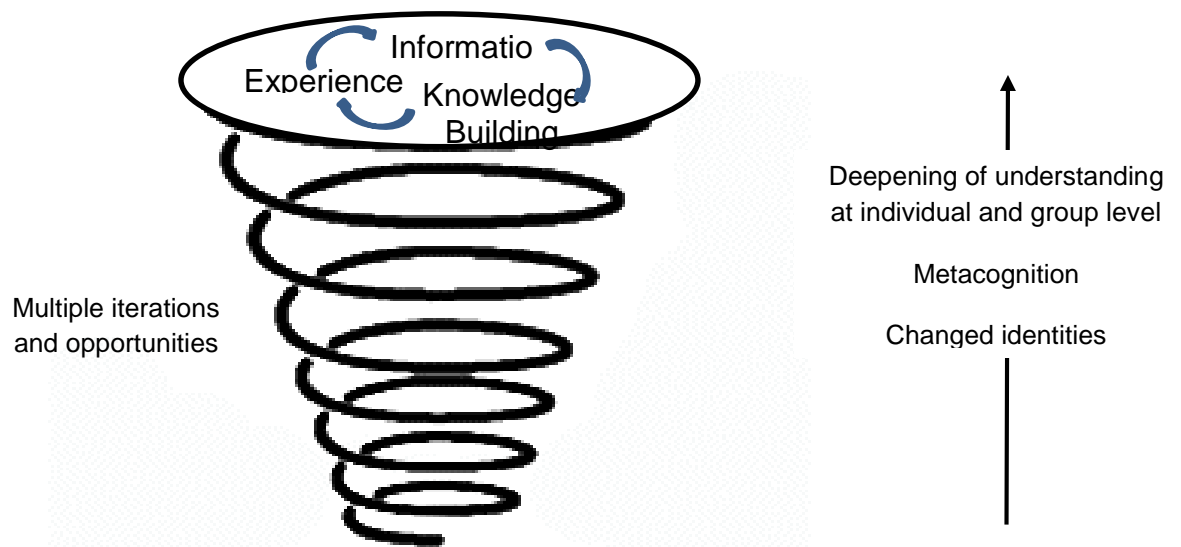 Informatio
Experience
Knowledge
Building
Multiple iterations
and opportunities
Deepening of understanding
at individual and group level
Metacognition
Changed identities